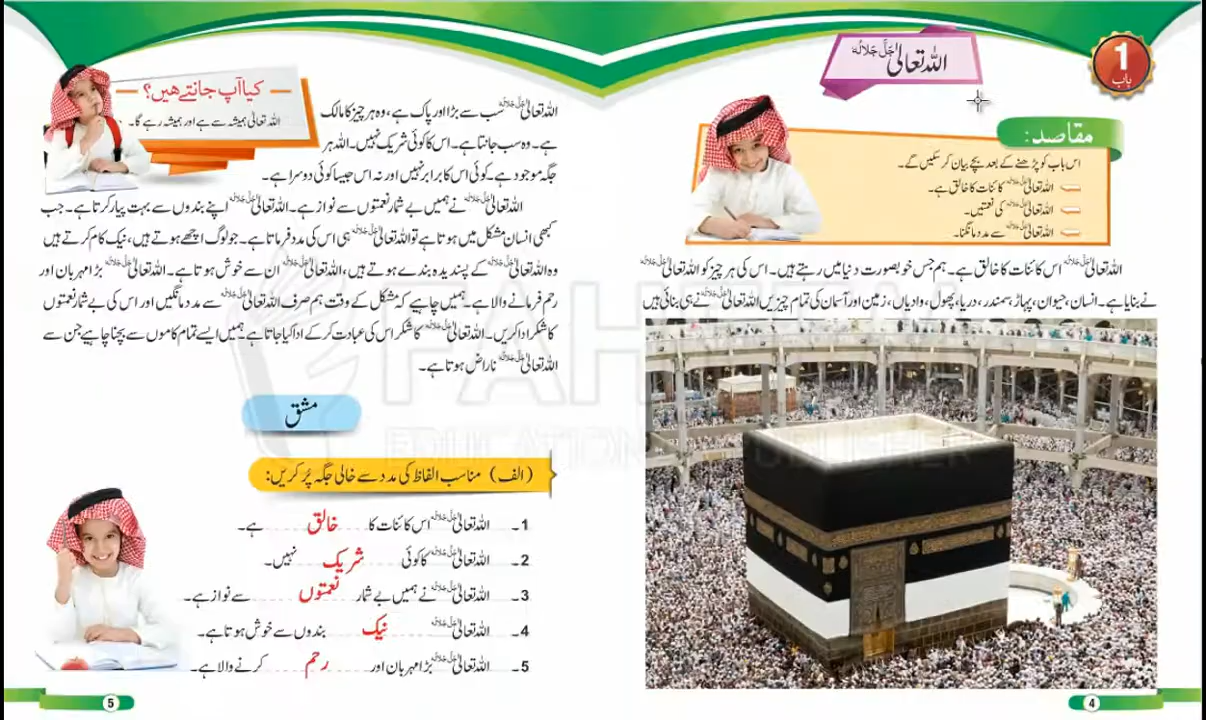 1
باب
اللہ تعالیٰ جَلَّ جَلَالُہٗ
مقاصد:
اس باب کو پڑھنے کے بعد بچے بیان کر سکیں گے۔
اللہ تعالیٰ جَلَّ جَلَالُہٗ کائنات کا خالق ہے۔
اللہ تعالیٰ جَلَّ جَلَالُہٗ کی نعمتیں۔
اللہ تعالیٰ جَلَّ جَلَالُہٗ سے مدد مانگنا۔
اللہ تعالیٰ جَلَّ جَلَالُہٗ اس کائنات کا خالق ہے۔ ہم جس خوبصورت دنیا میں رہتے ہیں۔ اس کی ہر چیز کو اللہ تعالیٰ جَلَّ جَلَالُہٗ
نے بنایا ہے۔ انسان، حیوان، پہاڑ، سمندر، دریا، پھول، وادیاں، زمین اور آسمان کی تمام چیزیں اللہ تعالیٰ جَلَّ جَلَالُہٗ نے ہی بنائی ہیں
4
کیا آپ جانتے ہیں؟
اللہ تعالیٰ ہمیشہ سے ہے اور ہمیشہ رہے گا۔
اللہ تعالیٰ جَلَّ جَلَالُہٗ سب سے بڑا اور پاک ہے، وہ ہر چیز کا مالک
ہے۔ وہ سب جانتا ہے۔ اس کا کوئی شریک نہیں۔ اللہ ہر
جگہ موجود ہے۔ کوئی اس کا برابر نہیں اور نہ اس جیسا کوئی دوسرا ہے۔
اللہ تعالیٰ جَلَّ جَلَالُہٗ نے ہمیں بے شمار نعمتوں سے نوازا ہے۔ اللہ تعالیٰ جَلَّ جَلَالُہٗ اپنے بندوں سے بہت پیار کرتا ہے۔ جب
کبھی انسان مشکل میں ہوتا ہے تو اللہ تعالیٰ جَلَّ جَلَالُہٗ ہی اس کی مدد فرماتا ہے۔ جو لوگ اچھے ہوتے ہیں، نیک کام کرتے ہیں
وہ اللہ تعالیٰ جَلَّ جَلَالُہٗ کے پسندیدہ بندے ہوتے ہیں، اللہ تعالیٰ جَلَّ جَلَالُہٗ ان سے خوش ہوتا ہے۔ اللہ تعالیٰ جَلَّ جَلَالُہٗ بڑا مہربان اور
رحم فرمانے والا ہے۔ ہمیں چاہیے کہ مشکل کے وقت ہم صرف اللہ تعالیٰ جَلَّ جَلَالُہٗ سے مدد مانگیں اور اس کی بے شمار نعمتوں
کا شکر ادا کریں۔ اللہ تعالیٰ جَلَّ جَلَالُہٗ کا شکر اس کی عبادت کر کے ادا کیا جاتا ہے۔ ہمیں ایسے تمام کاموں سے بچنا چاہیے جن سے
اللہ تعالیٰ جَلَّ جَلَالُہٗ ناراض ہوتا ہے۔
مشق
(الف) مناسب الفاظ کی مدد سے خالی جگہ پُر کریں:
1۔ اللہ تعالیٰ جَلَّ جَلَالُہٗ اس کائنات کا خالق ہے۔
2۔ اللہ تعالیٰ جَلَّ جَلَالُہٗ کا کوئی شریک نہیں۔
3۔ اللہ تعالیٰ جَلَّ جَلَالُہٗ نے ہمیں بے شمار نعمتوں سے نوازا ہے۔
4۔ اللہ تعالیٰ جَلَّ جَلَالُہٗ نیک بندوں سے خوش ہوتا ہے۔
5۔ اللہ تعالیٰ جَلَّ جَلَالُہٗ بڑا مہربان اور رحم کرنے والا ہے۔
5